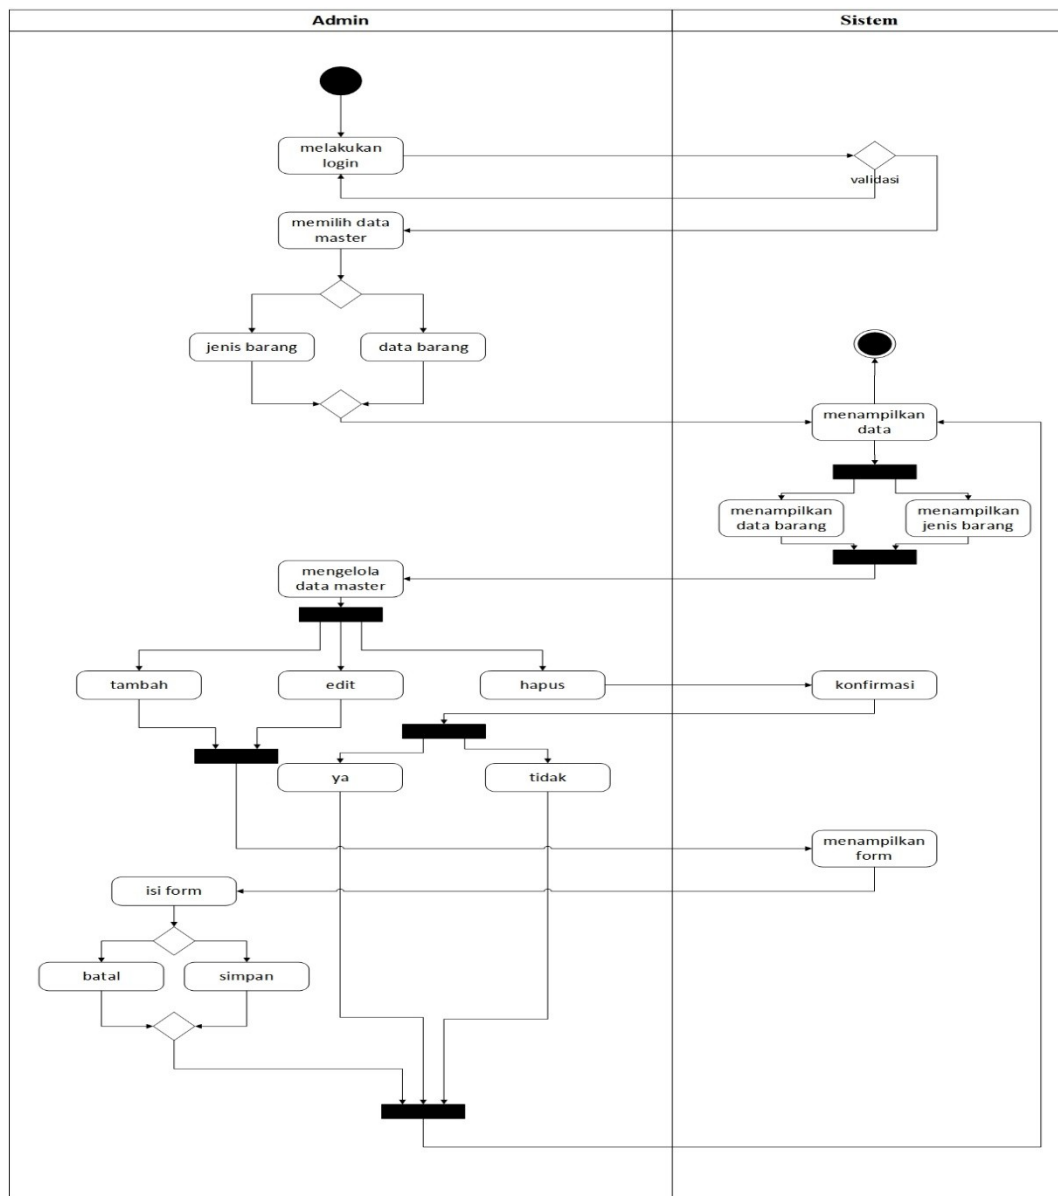 Admin
Sistem
melakukan
login
validasi
memilih data
master
jenis barang
data barang
menampilkan
data
menampilkan
data barang
menampilkan
jenis barang
mengelola
data master
tambah
edit
hapus
konfirmasi
ya
tidak
menampilkan
form
isi form
batal
simpan